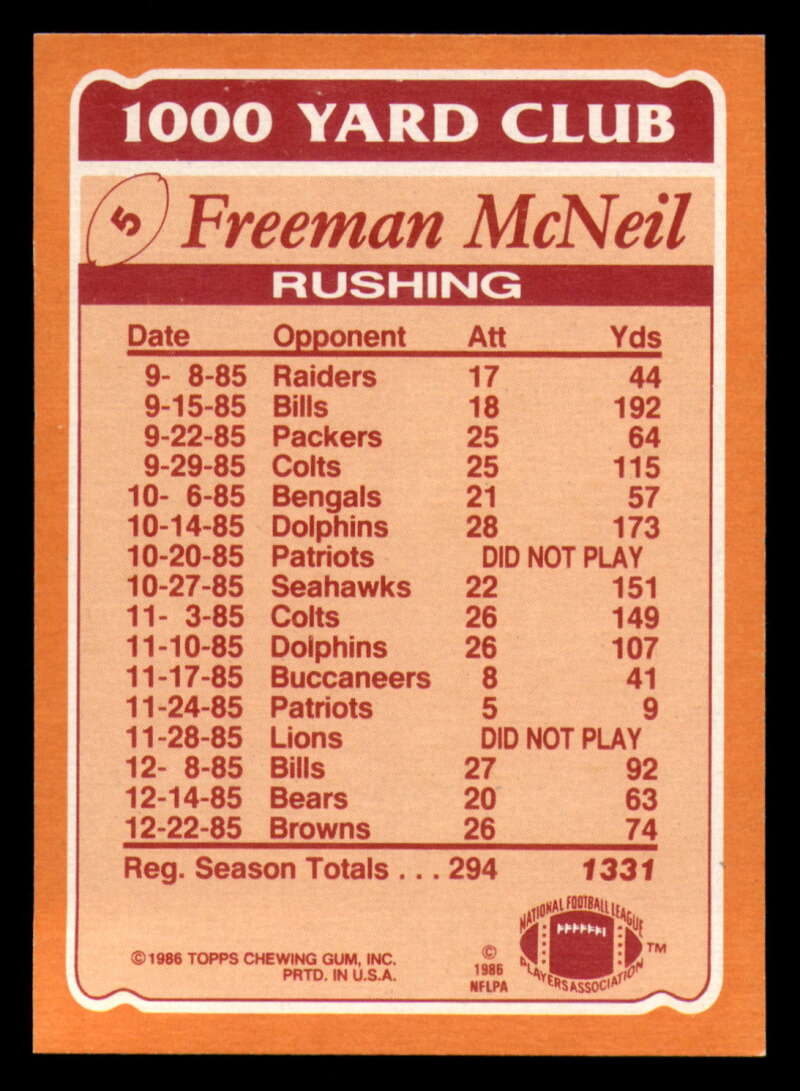 1000 YARD CLUB
5 Freeman McNeil
RUSHING
Date Opponent Att Yds
9- 8-85 Raiders 17 44
9-15-85 Bills 18 192
9-22-85 Packers 25 64
9-29-85 Colts 25 115
10- 6-85 Bengals 21 57
10-14-85 Dolphins 28 173
10-20-85 Patriots DID NOT PLAY
10-27-85 Seahawks 22 151
11- 3-85 Colts 26 149
11-10-85 Dolphins 26 107
11-17-85 Buccaneers 8 41
11-24-85 Patriots 5 9
11-28-85 Lions DID NOT PLAY
12- 8-85 Bills 27 92
12-14-85 Bears 20 63
12-22-85 Browns 26 74
Reg. Season Totals . . . 294 1331
©1986 TOPPS CHEWING GUM, INC.
PRTD. IN U.S.A.
©
1986
NFLPA
NATIONAL FOOTBALL LEAGUE
PLAYERS ASSOCIATION
™